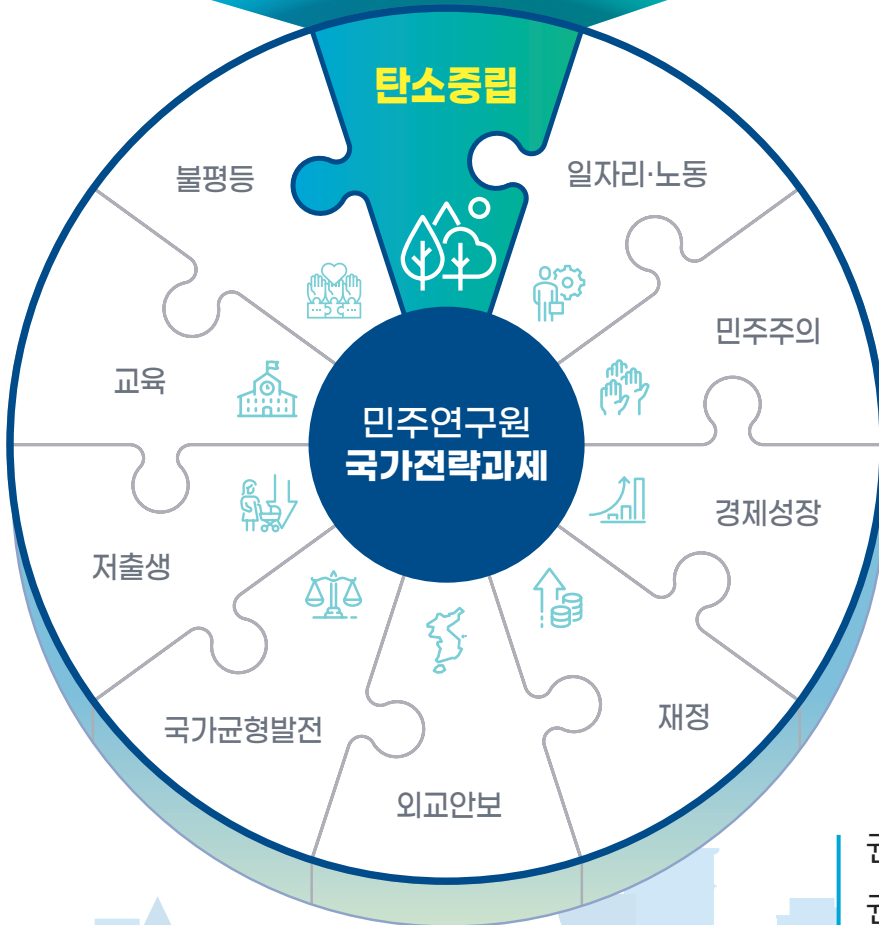 탄소중립
불평등
일자리·노동
민주주의
교육
민주연구원
국가전략과제
경제성장
저출생
재정
국가균형발전
외교안보